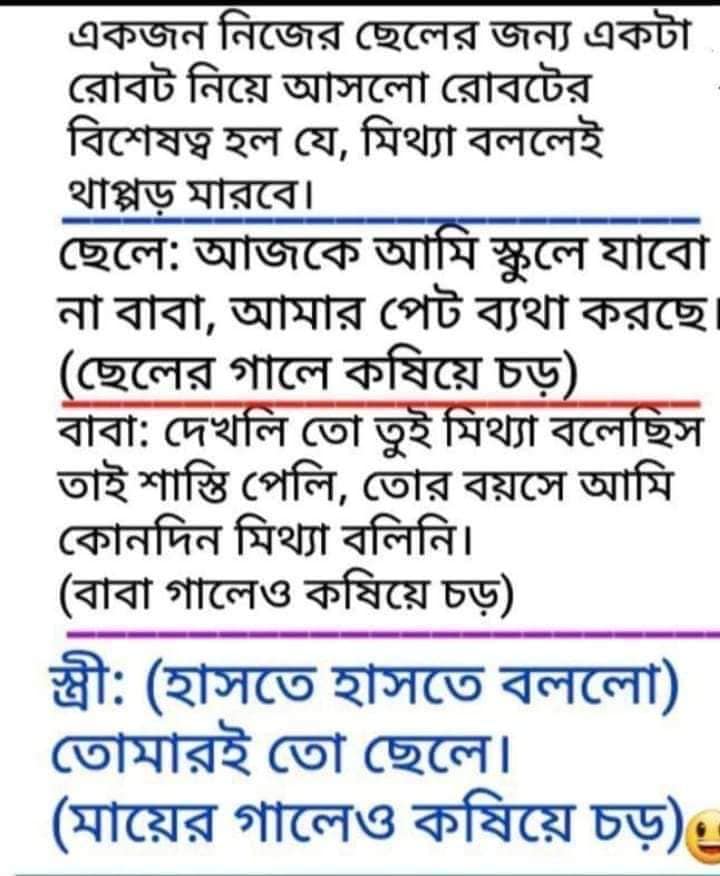 একজন নিজের ছেলের জন্য একটা
রোবট নিয়ে আসলো রোবটের
বিশেষত্ব হল যে, মিথ্যা বললেই
থাপ্পড় মারবে।
ছেলে: আজকে আমি স্কুলে যাবো
না বাবা, আমার পেট ব্যথা করছে।
(ছেলের গালে কষিয়ে চড়)
বাবা: দেখলি তো তুই মিথ্যা বলেছিস
তাই শাস্তি পেলি, তোর বয়সে আমি
কোনদিন মিথ্যা বলিনি।
(বাবা গালেও কষিয়ে চড়)
স্ত্রী: (হাসতে হাসতে বললো)
তোমারই তো ছেলে।
(মায়ের গালেও কষিয়ে চড়)